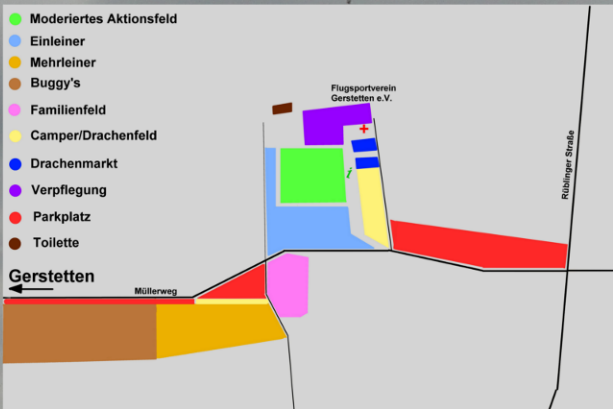 Moderiertes Aktionsfeld
Einleiner
Mehrleiner
Buggy's
Familienfeld
Camper/Drachenfeld
Drachenmarkt
Verpflegung
Parkplatz
Toilette
Gerstetten
Müllerweg
Flugsportverein
Gerstetten e.V.
Rüblinger Straße